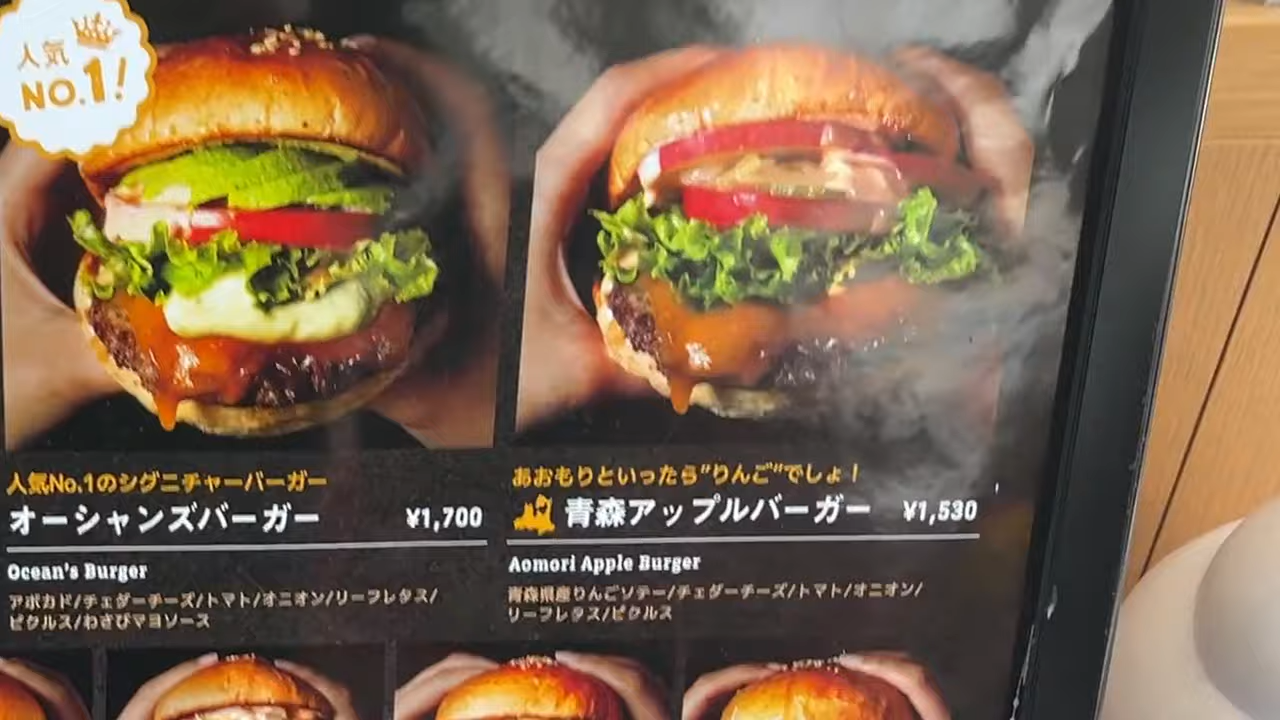 人気
NO.1!
人気No.1のシグニチャーバーガー
オーシャンズバーガー ¥1,700
Ocean's Burger
アボカド/チェダーチーズ/トマト/オニオン/リーフレタス/
ピクルス/わさびマヨソース
あおもりといったら"りんご"でしょ!
青森アップルバーガー ¥1,530
Aomori Apple Burger
青森県産りんごソテー/チェダーチーズ/トマト/オニオン/
リーフレタス/ピクルス